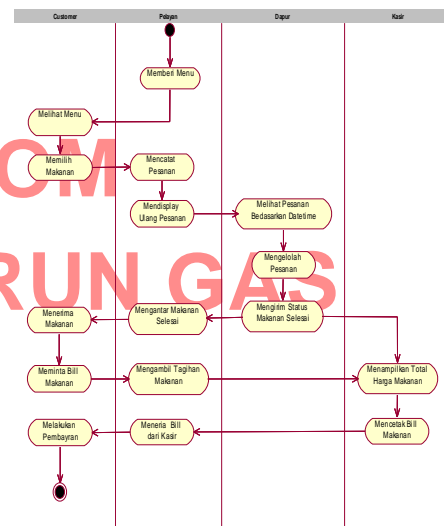 Customer Pelayan Dapur Kasir
Memberi Menu
Melihat Menu
Memilih
Makanan
Mencatat
Pesanan
Mendisplay
Ulang Pesanan
Melihat Pesanan
Bedasarkan Datetime
Mengelolah
Pesanan
Mengirim Status
Makanan Selesai
Mengantar Makanan
Selesai
Menerima
Makanan
Meminta Bill
Makanan
Mengambil Tagihan
Makanan
Menampilkan Total
Harga Makanan
Mencetak Bill
Makanan
Meneria Bill
dari Kasir
Melakukan
Pembayran
OM
RUN GAS